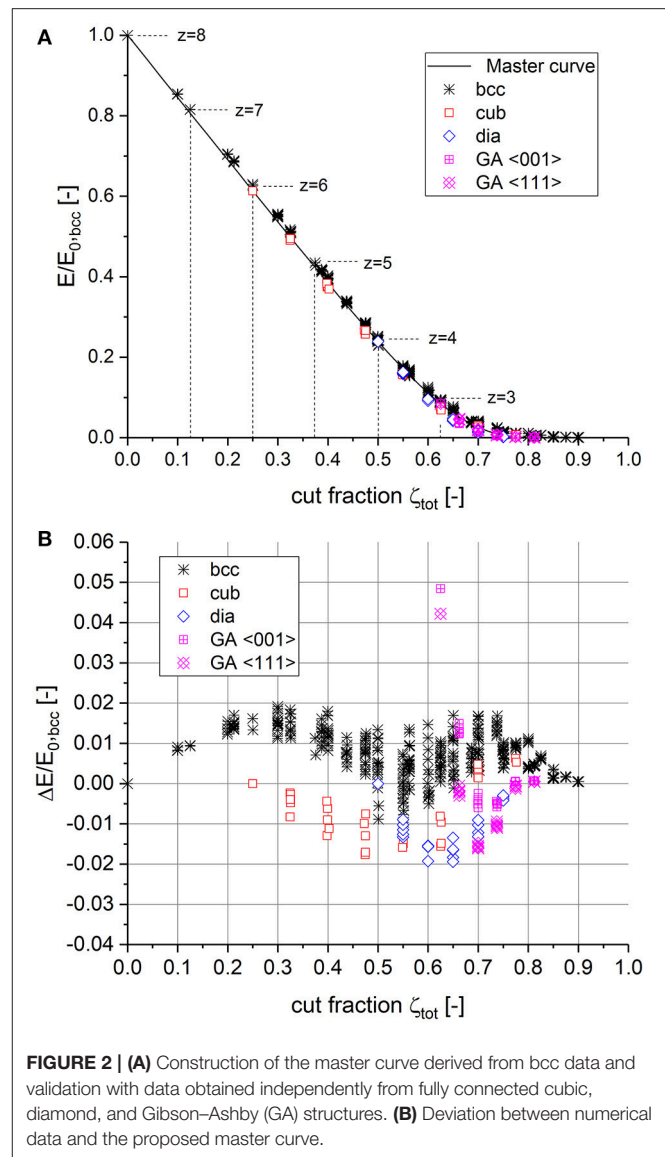 A
1.0
0.8
0.6
0.4
0.2
0.0
E/E0,bcc [-]
z=8
z=7
z=6
z=5
z=4
z=3
Master curve
bcc
cub
dia
GA <001>
GA <111>
0.0 0.1 0.2 0.3 0.4 0.5 0.6 0.7 0.8 0.9 1.0
cut fraction ζtot [-]
B
0.06
0.05
0.04
0.03
0.02
0.01
0.00
-0.01
-0.02
-0.03
-0.04
ΔE/E0,bcc [-]
bcc
cub
dia
GA <001>
GA <111>
0.0 0.1 0.2 0.3 0.4 0.5 0.6 0.7 0.8 0.9 1.0
cut fraction ζtot [-]
FIGURE 2 | (A) Construction of the master curve derived from bcc data and
validation with data obtained independently from fully connected cubic,
diamond, and Gibson–Ashby (GA) structures. (B) Deviation between numerical
data and the proposed master curve.